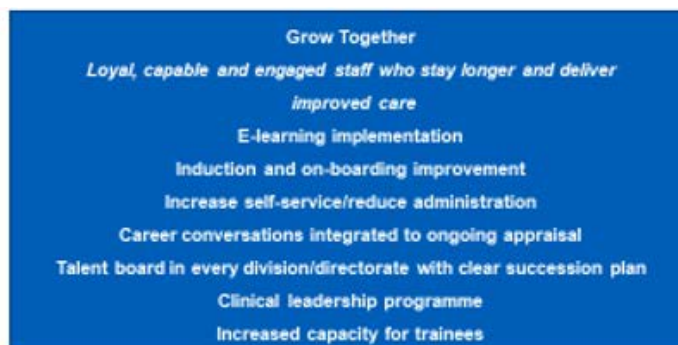 Grow Together
Loyal, capable and engaged staff who stay longer and deliver
improved care
E-learning implementation
Induction and on-boarding improvement
Increase self-service/reduce administration
Career conversations integrated to ongoing appraisal
Talent board in every division/directorate with clear succession plan
Clinical leadership programme
Increased capacity for trainees